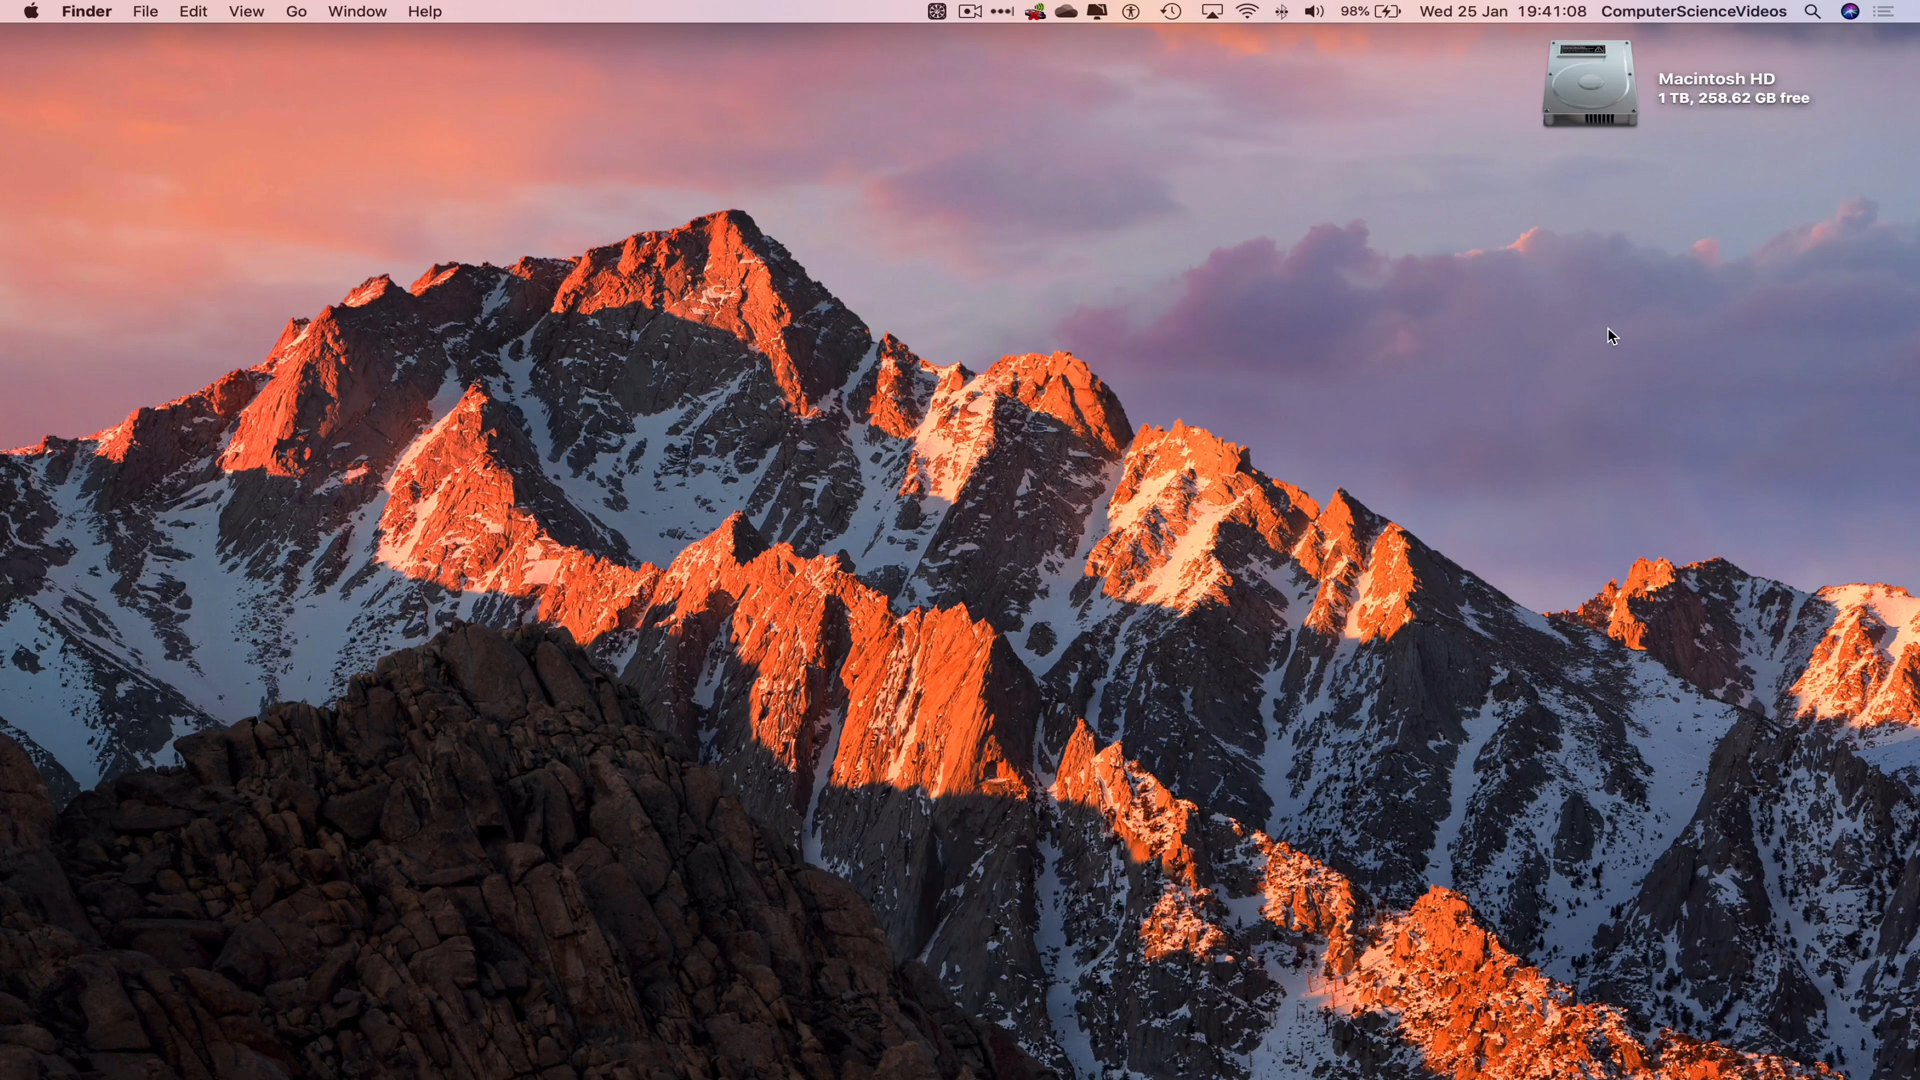 Finder File Edit View Go Window Help 98% Wed 25 Jan 19:41:08 ComputerScienceVideos
Macintosh HD
1 TB, 258.62 GB free